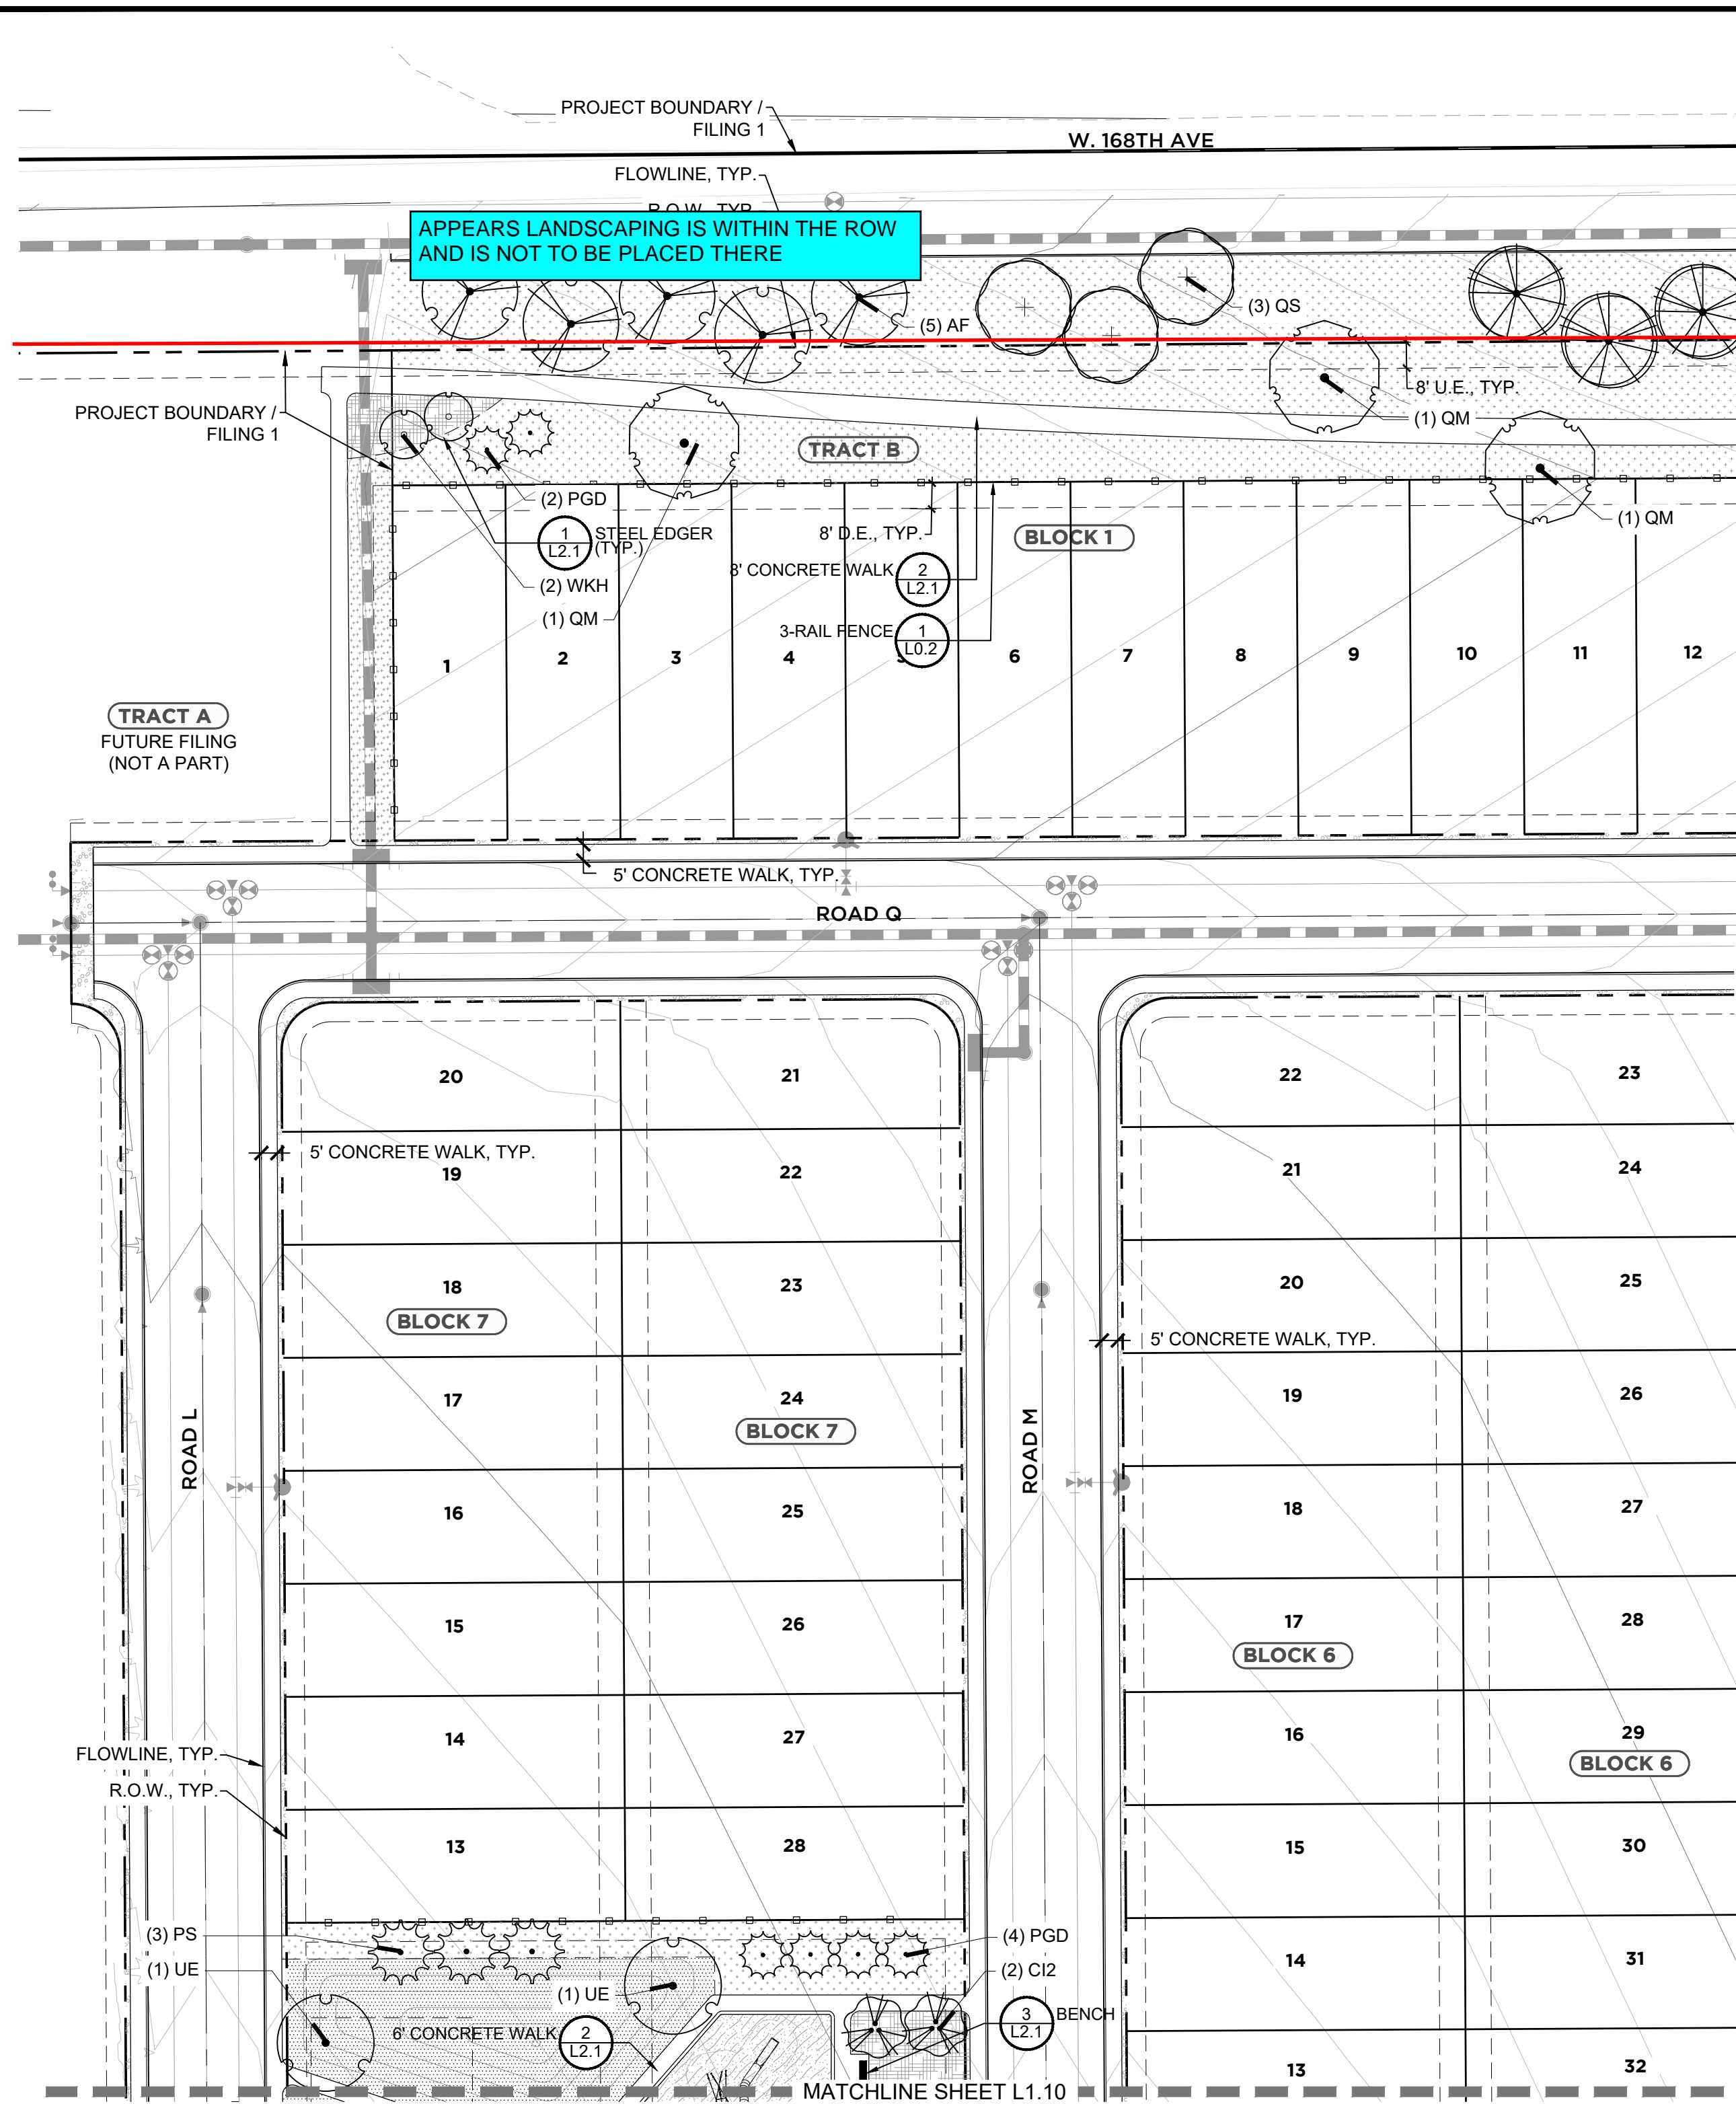 PROJECT BOUNDARY /
FILING 1
W. 168TH AVE
FLOWLINE, TYP.
R.O.W., TYP.
APPEARS LANDSCAPING IS WITHIN THE ROW
AND IS NOT TO BE PLACED THERE
(5) AF
(3) QS
8' U.E., TYP.
(1) QM
PROJECT BOUNDARY /
FILING 1
TRACT B
(2) PGD
1
L2.1
STEEL EDGER
(TYP.)
8' D.E., TYP.
BLOCK 1
(1) QM
8' CONCRETE WALK
2
L2.1
(2) WKH
(1) QM
3-RAIL FENCE
1
L0.2
1
2
3
4
5
6
7
8
9
10
11
12
TRACT A
FUTURE FILING
(NOT A PART)
5' CONCRETE WALK, TYP.
ROAD Q
20
21
22
23
5' CONCRETE WALK, TYP.
19
22
21
24
18
23
20
25
BLOCK 7
5' CONCRETE WALK, TYP.
17
24
19
26
BLOCK 7
ROAD L
ROAD M
16
25
18
27
15
26
17
28
BLOCK 6
14
27
16
29
BLOCK 6
FLOWLINE, TYP.
R.O.W., TYP.
13
28
15
30
(3) PS
(4) PGD
(1) UE
(2) CI2
14
31
(1) UE
6' CONCRETE WALK
2
L2.1
3
L2.1
BENCH
13
32
MATCHLINE SHEET L1.10